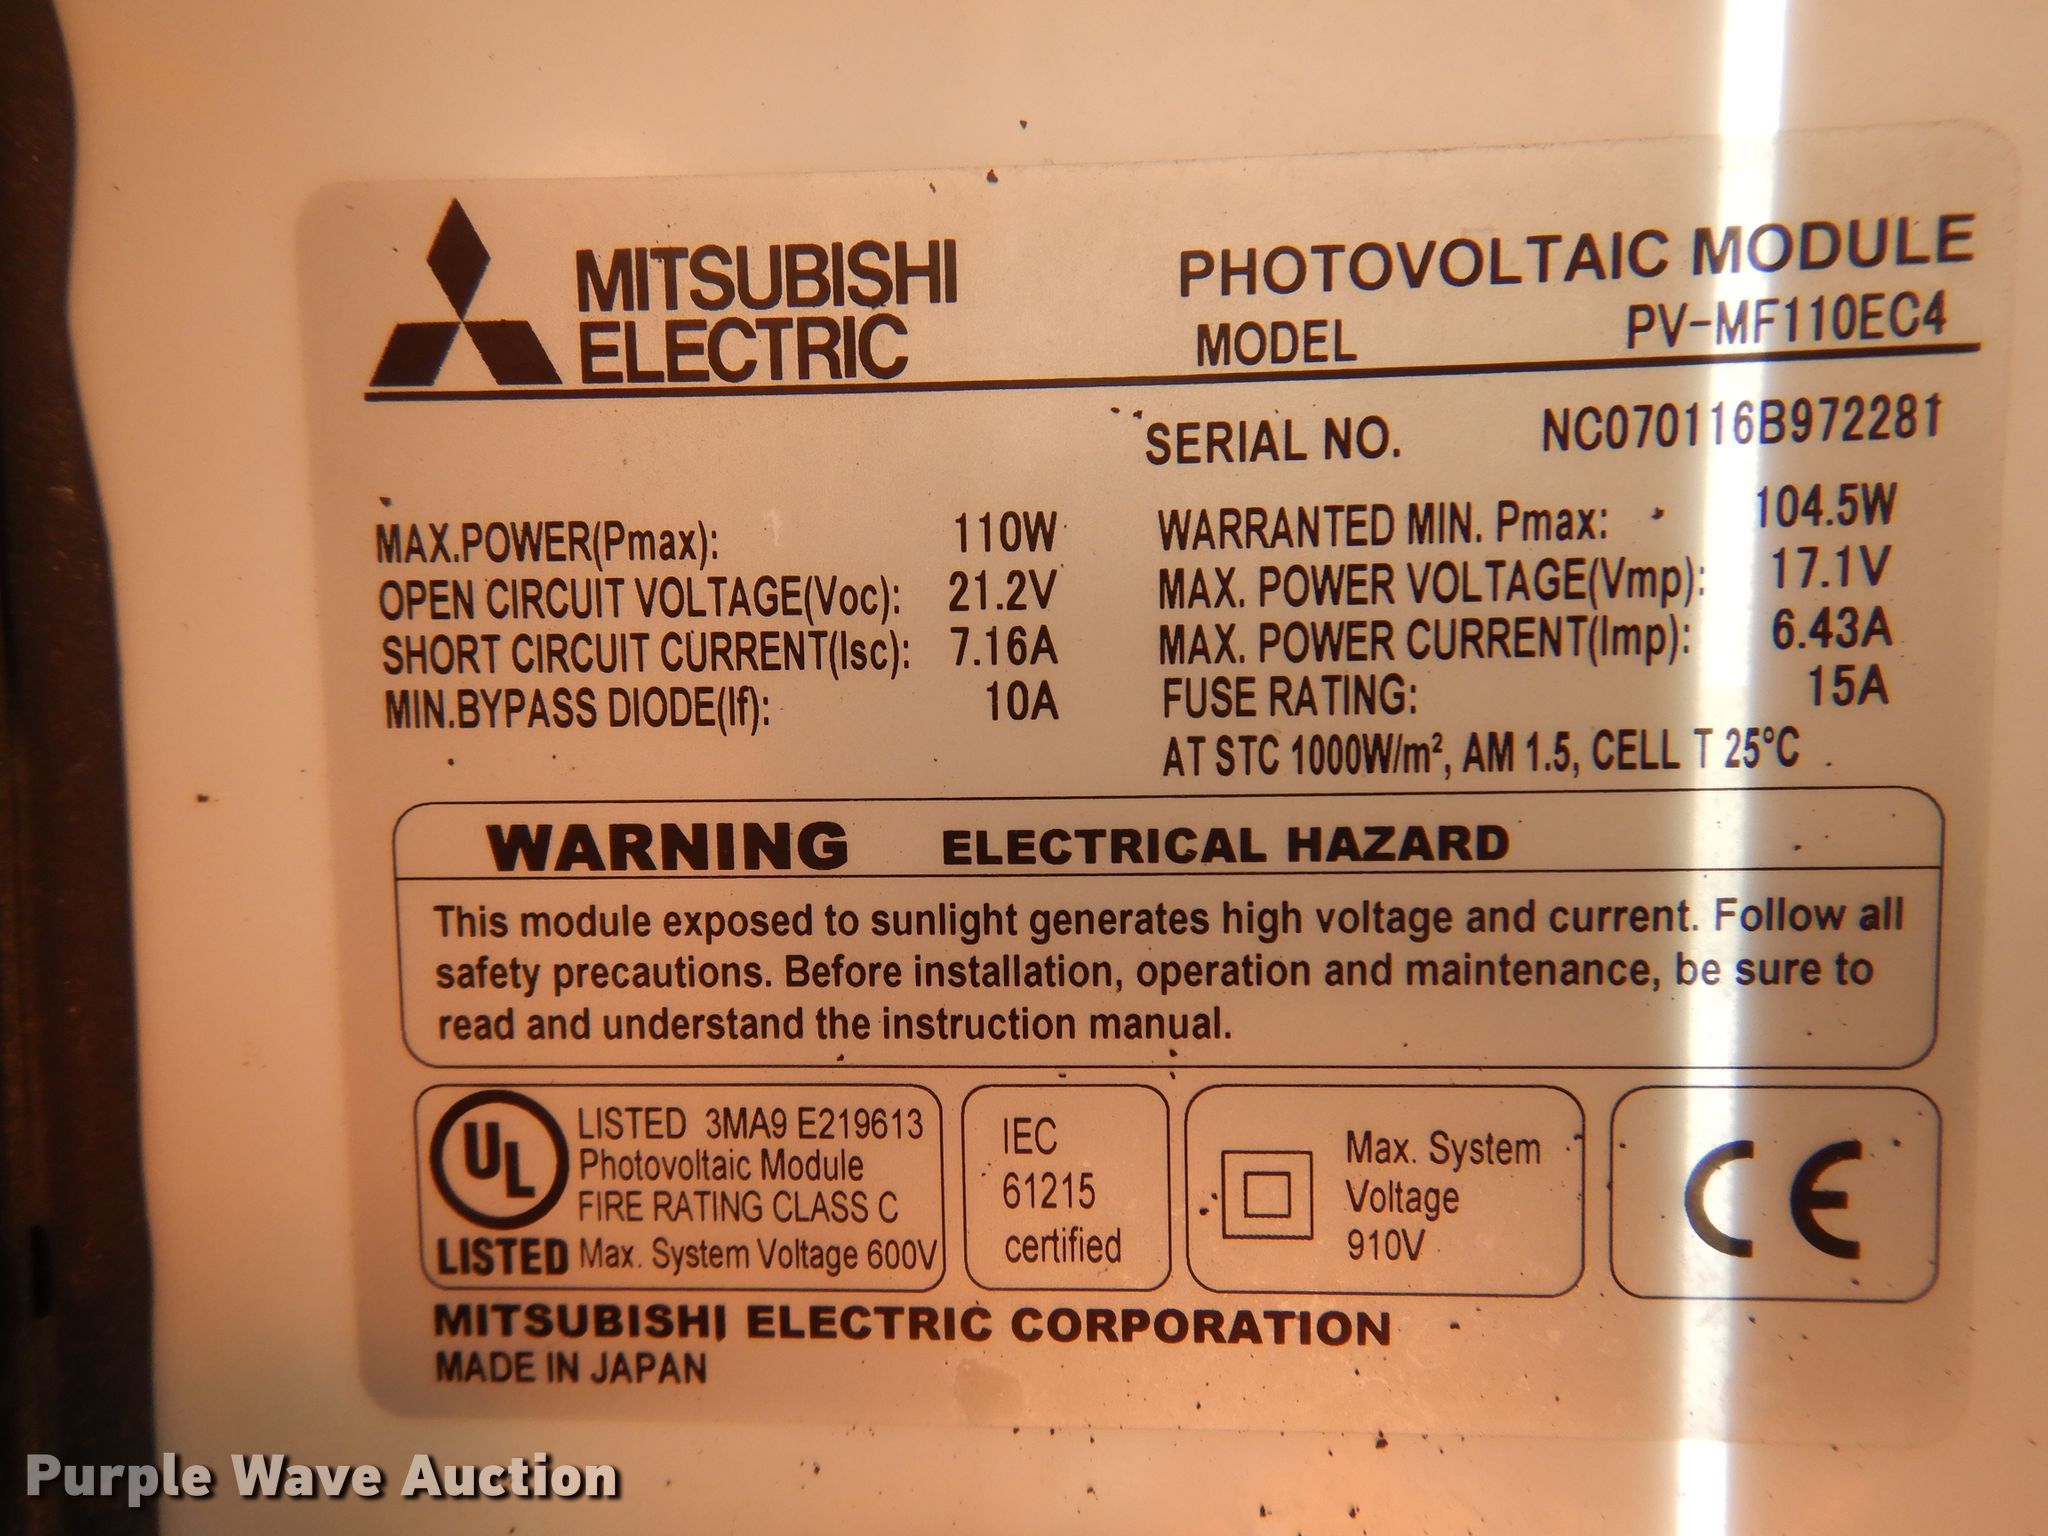 MITSUBISHI
ELECTRIC
PHOTOVOLTAIC MODULE
MODEL PV-MF110EC4
SERIAL NO. NC070116B972281
MAX.POWER(Pmax): 110W
OPEN CIRCUIT VOLTAGE(Voc): 21.2V
SHORT CIRCUIT CURRENT(Isc): 7.16A
MIN.BYPASS DIODE(If): 10A
WARRANTED MIN. Pmax: 104.5W
MAX. POWER VOLTAGE(Vmp): 17.1V
MAX. POWER CURRENT(Imp): 6.43A
FUSE RATING: 15A
AT STC 1000W/m², AM 1.5, CELL T 25°C
WARNING ELECTRICAL HAZARD
This module exposed to sunlight generates high voltage and current. Follow all
safety precautions. Before installation, operation and maintenance, be sure to
read and understand the instruction manual.
UL
LISTED
LISTED 3MA9 E219613
Photovoltaic Module
FIRE RATING CLASS C
Max. System Voltage 600V
IEC
61215
certified
Max. System
Voltage
910V
CE
MITSUBISHI ELECTRIC CORPORATION
MADE IN JAPAN
Purple Wave Auction